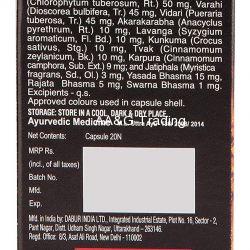 (Chlorophytum tuberosum, Rt.) 50 mg, Varahi
(Dioscorea bulbifera, Tr.) 45 mg, Vidari (Pueraria
tuberosa, Tr.) 45 mg, Akarakarabha (Anacyclus
pyrethrum, Rt.) 10 mg, Lavanga (Syzygium
aromaticum, Fl. Bd.) 10 mg, Kunkuma (Crocus
sativus, Stg.) 10 mg, Tvak (Cinnamomum
zeylanicum, Bk.) 10 mg, Karpura (Cinnamomum
camphora, Sub. Ext.) 9 mg; and Jatiphala (Myristica
fragrans, Sd.) 3 mg, Yasada Bhasma 15 mg,
Rajata Bhasma 5 mg, Swarna Bhasma 1 mg.
Excipients - q.s.
Approved colours used in capsule shell.
STORAGE: STORE IN A COOL, DARK & DRY PLACE.
Ayurvedic Medicine 2014
Net Contents: Capsule 20N
AA&G Trading
MRP Rs.
(incl., of all taxes)
Batch No.
Mfd.
Exp.
Mfd. in India by: DABUR INDIA LTD., Integrated Industrial Estate, Plot No. 16, Sector - 2,
Pant Nagar, Distt. Udham Singh Nagar, Uttarakhand - 263146
Regd. Office: 8/3, Asaf Ali Road, New Delhi - 110002